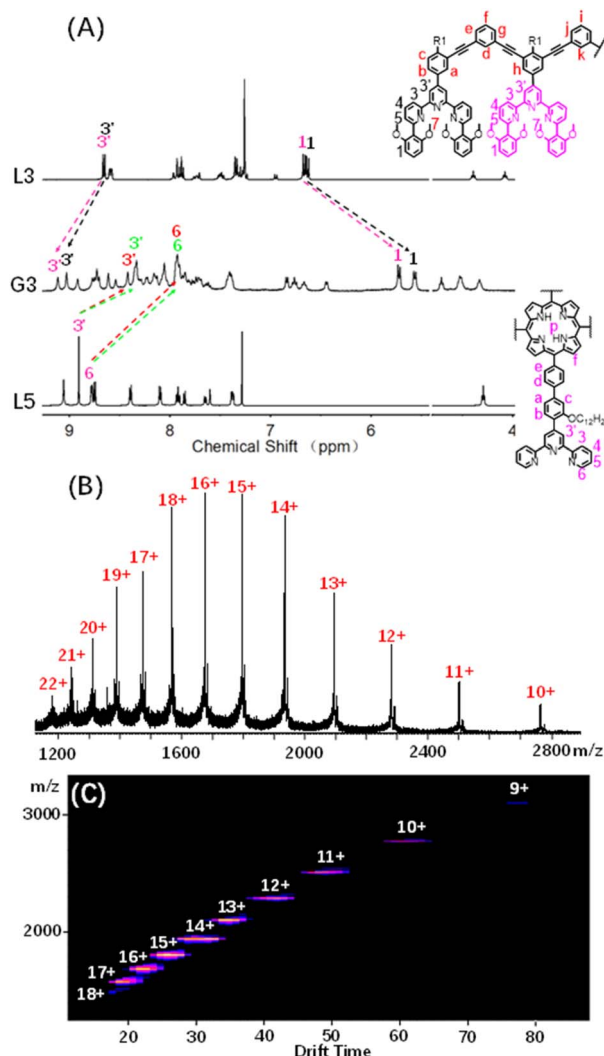 (A)
f
e
g
i
R1
R1
j
c
d
k
b
a
h
3'
3'
3
3
4
4
5
N
N
N
5
N
N
N
7
7
1
1
3'
3'
1
1
L3
3'
3'
6
3'
6
3'
1
1
G3
3'
6
L5
NH
N
p
N
HN
f
e
d
a
c
b
OC12H2
3'
3
4
N
N
N
5
6
9
8
7
6
5
4
Chemical Shift (ppm)
(B)
22+
21+
20+
19+
17+
18+
16+
15+
14+
13+
12+
11+
10+
1200
1600
2000
2400
2800
m/z
m/z
(C)
3000
2000
18+
17+
16+
15+
14+
13+
12+
11+
10+
9+
20
30
40
50
60
70
80
Drift Time